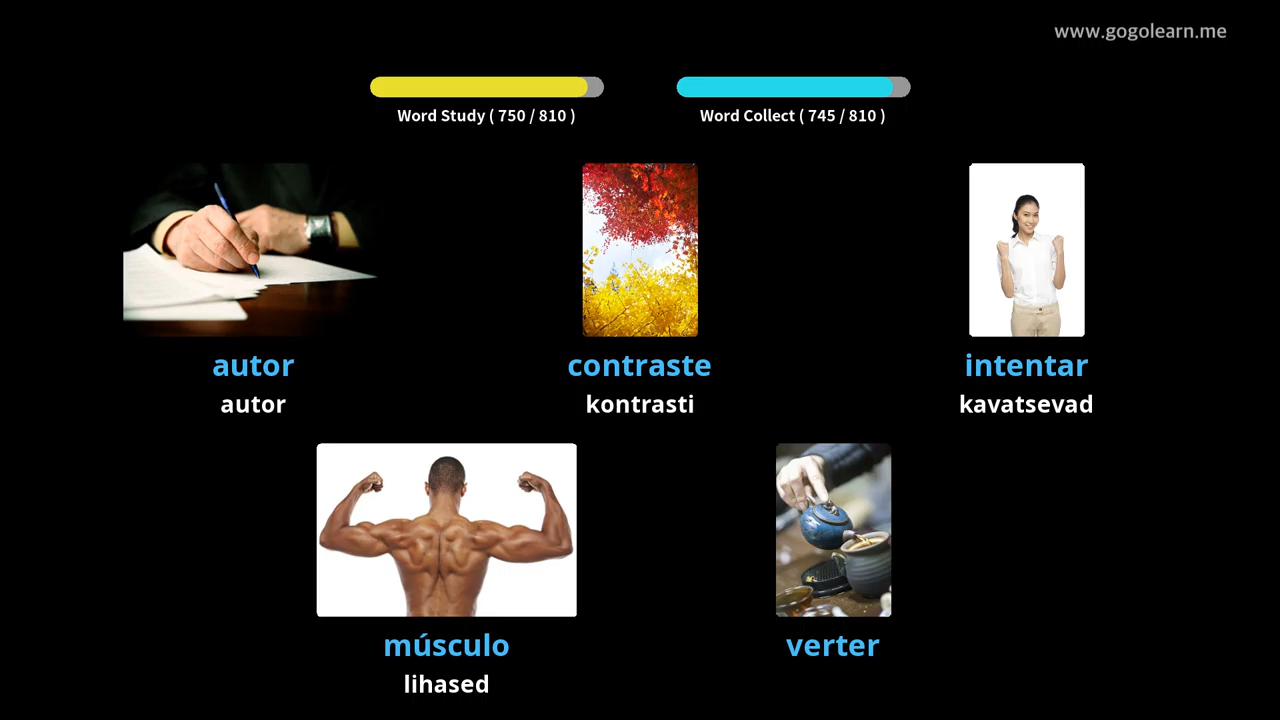 www.gogolearn.me
Word Study ( 750 / 810 )
Word Collect ( 745 / 810 )
autor
autor
contraste
kontrasti
intentar
kavatsevad
músculo
lihased
verter